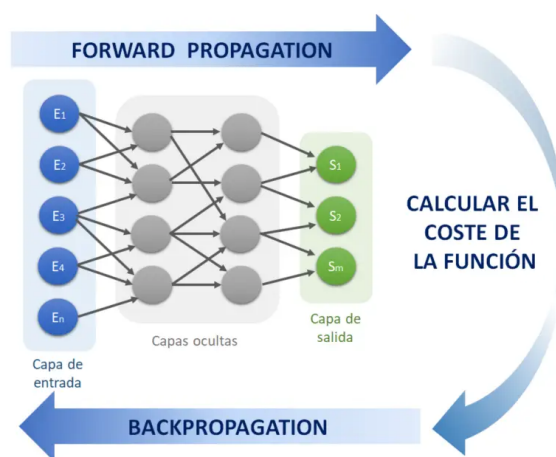 FORWARD PROPAGATION
E1
E2
E3
E4
En
S1
S2
Sm
Capa de
entrada
Capas ocultas
Capa de
salida
CALCULAR EL
COSTE DE
LA FUNCIÓN
BACKPROPAGATION